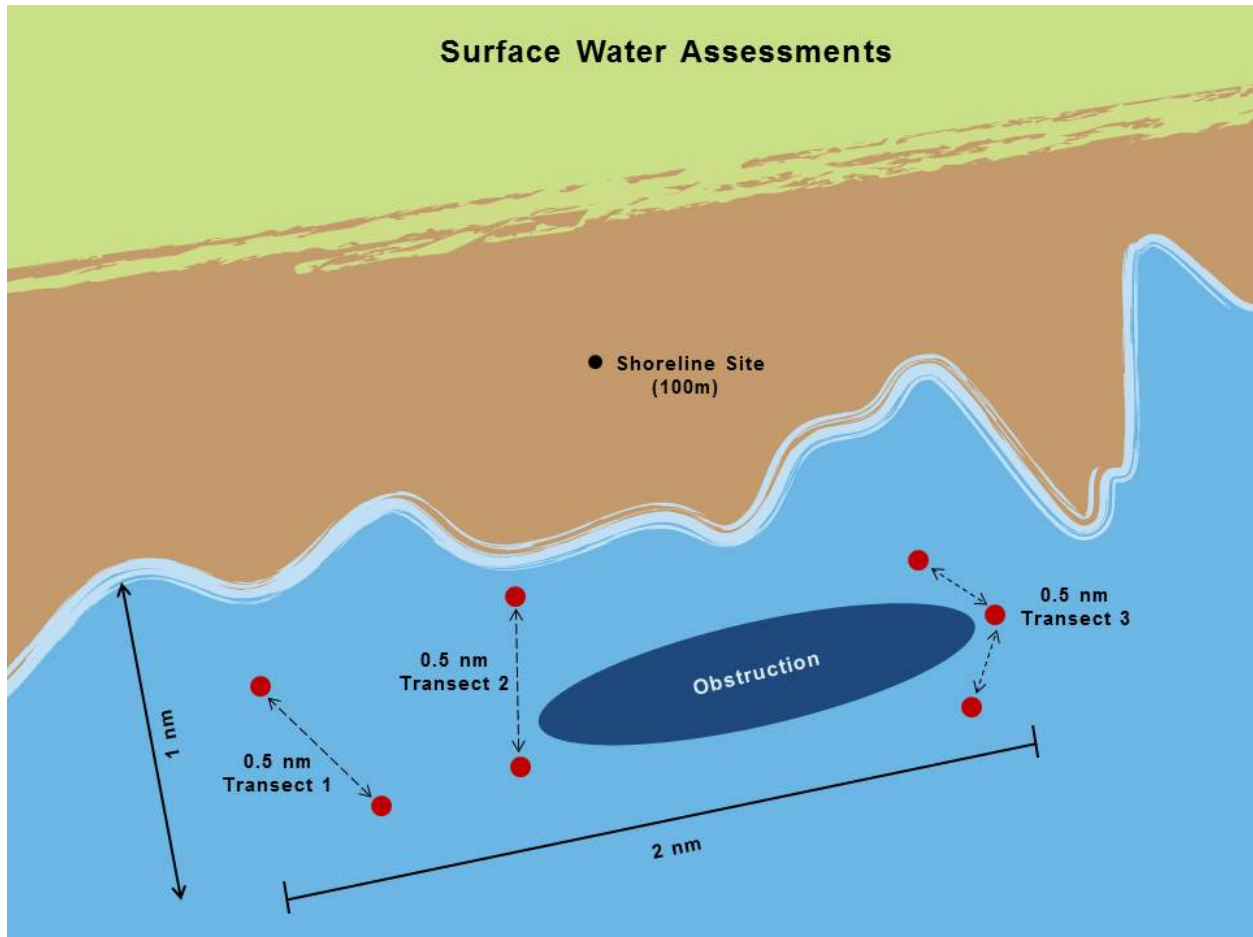 Surface Water Assessments
Shoreline Site
(100m)
0.5 nm
Transect 3
0.5 nm
Transect 2
Obstruction
1 nm
0.5 nm
Transect 1
2 nm